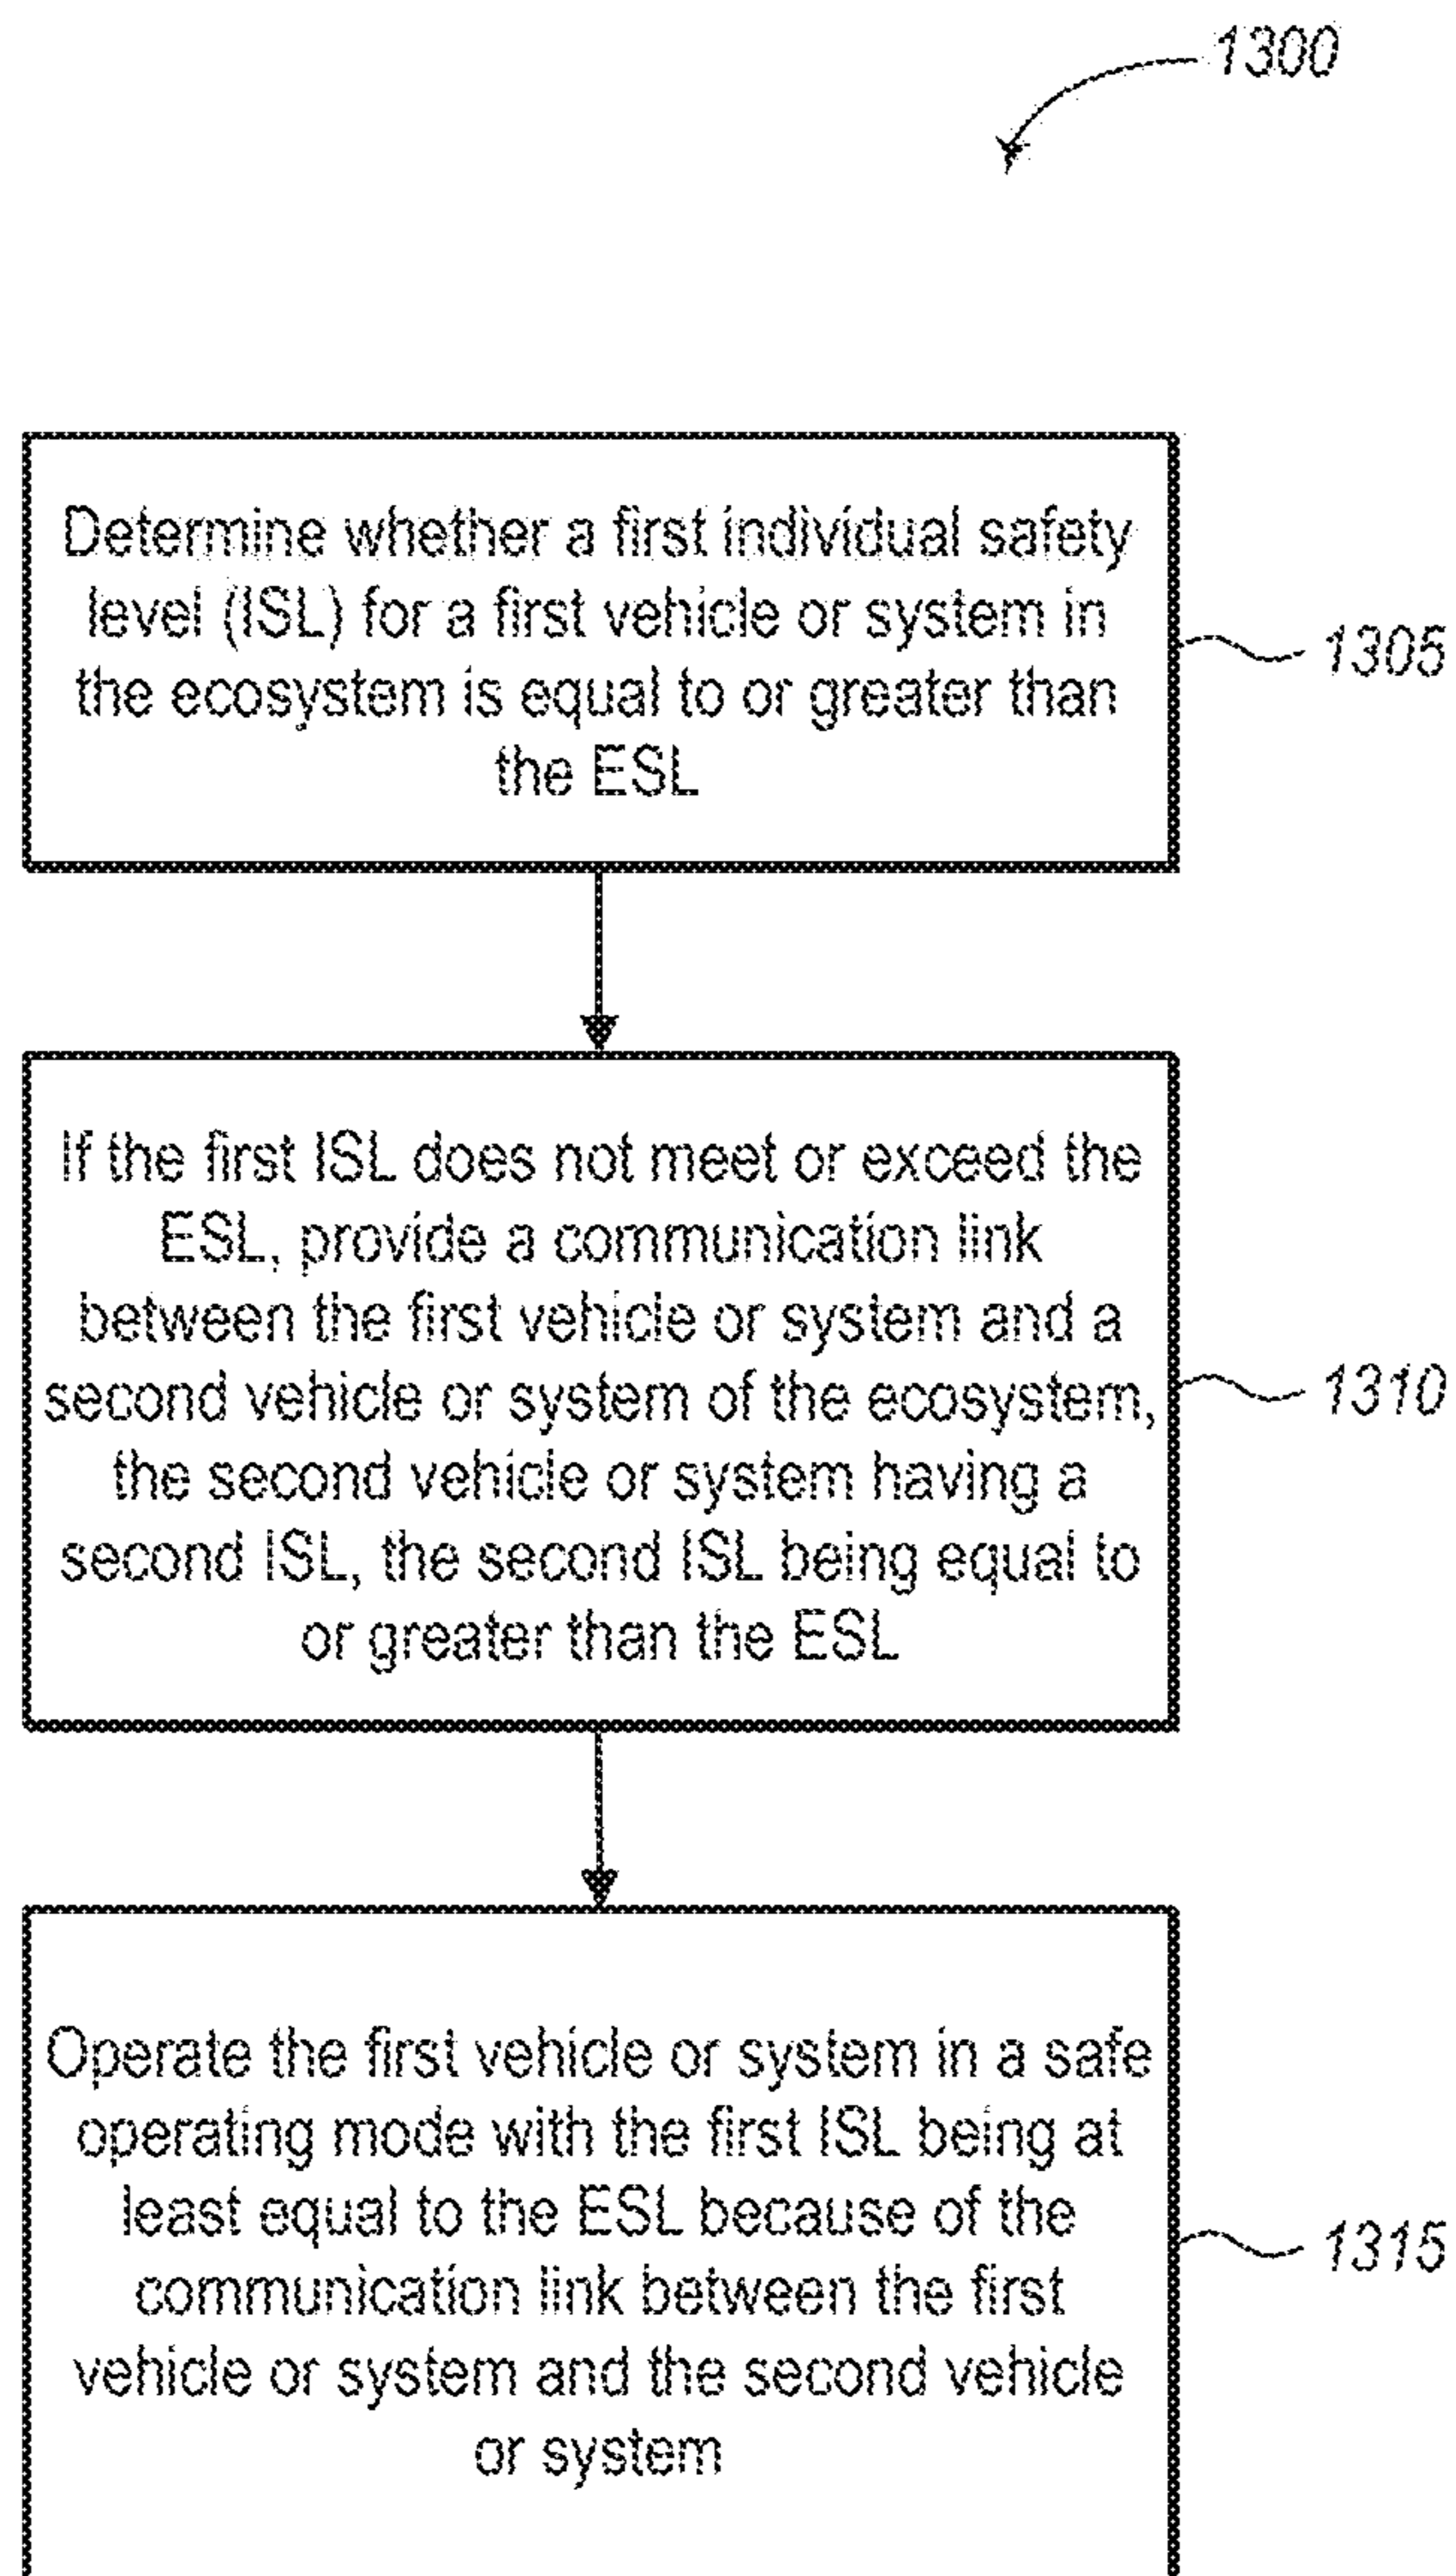 1300
Determine whether a first individual safety
level (ISL) for a first vehicle or system in
the ecosystem is equal to or greater than
the ESL
1305
If the first ISL does not meet or exceed the
ESL, provide a communication link
between the first vehicle or system and a
second vehicle or system of the ecosystem,
the second vehicle or system having a
second ISL, the second ISL being equal to
or greater than the ESL
1310
Operate the first vehicle or system in a safe
operating mode with the first ISL being at
least equal to the ESL because of the
communication link between the first
vehicle or system and the second vehicle
or system
1315